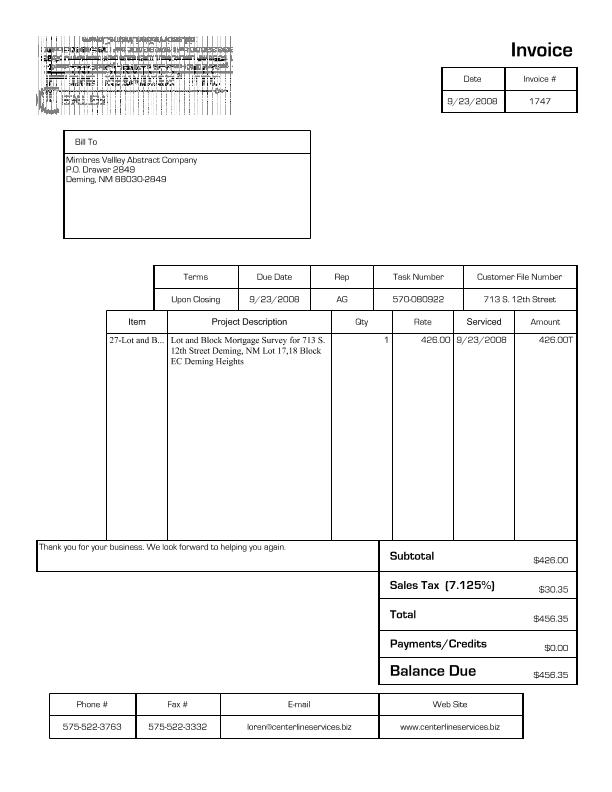 Invoice
Date Invoice #
9/23/2008 1747
Bill To
Mimbres Vallley Abstract Company
P.O. Drawer 2849
Deming, NM 88030-2849
Terms Due Date Rep Task Number Customer File Number
Upon Closing 9/23/2008 AG 570-080922 713 S. 12th Street
Item Project Description Qty Rate Serviced Amount
27-Lot and B... Lot and Block Mortgage Survey for 713 S. 1 426.00 9/23/2008 426.00T
12th Street Deming, NM Lot 17,18 Block
EC Deming Heights
Thank you for your business. We look forward to helping you again.
Subtotal $426.00
Sales Tax (7.125%) $30.35
Total $456.35
Payments/Credits $0.00
Balance Due $456.35
Phone # Fax # E-mail Web Site
575-522-3763 575-522-3332 loren@centerlineservices.biz www.centerlineservices.biz